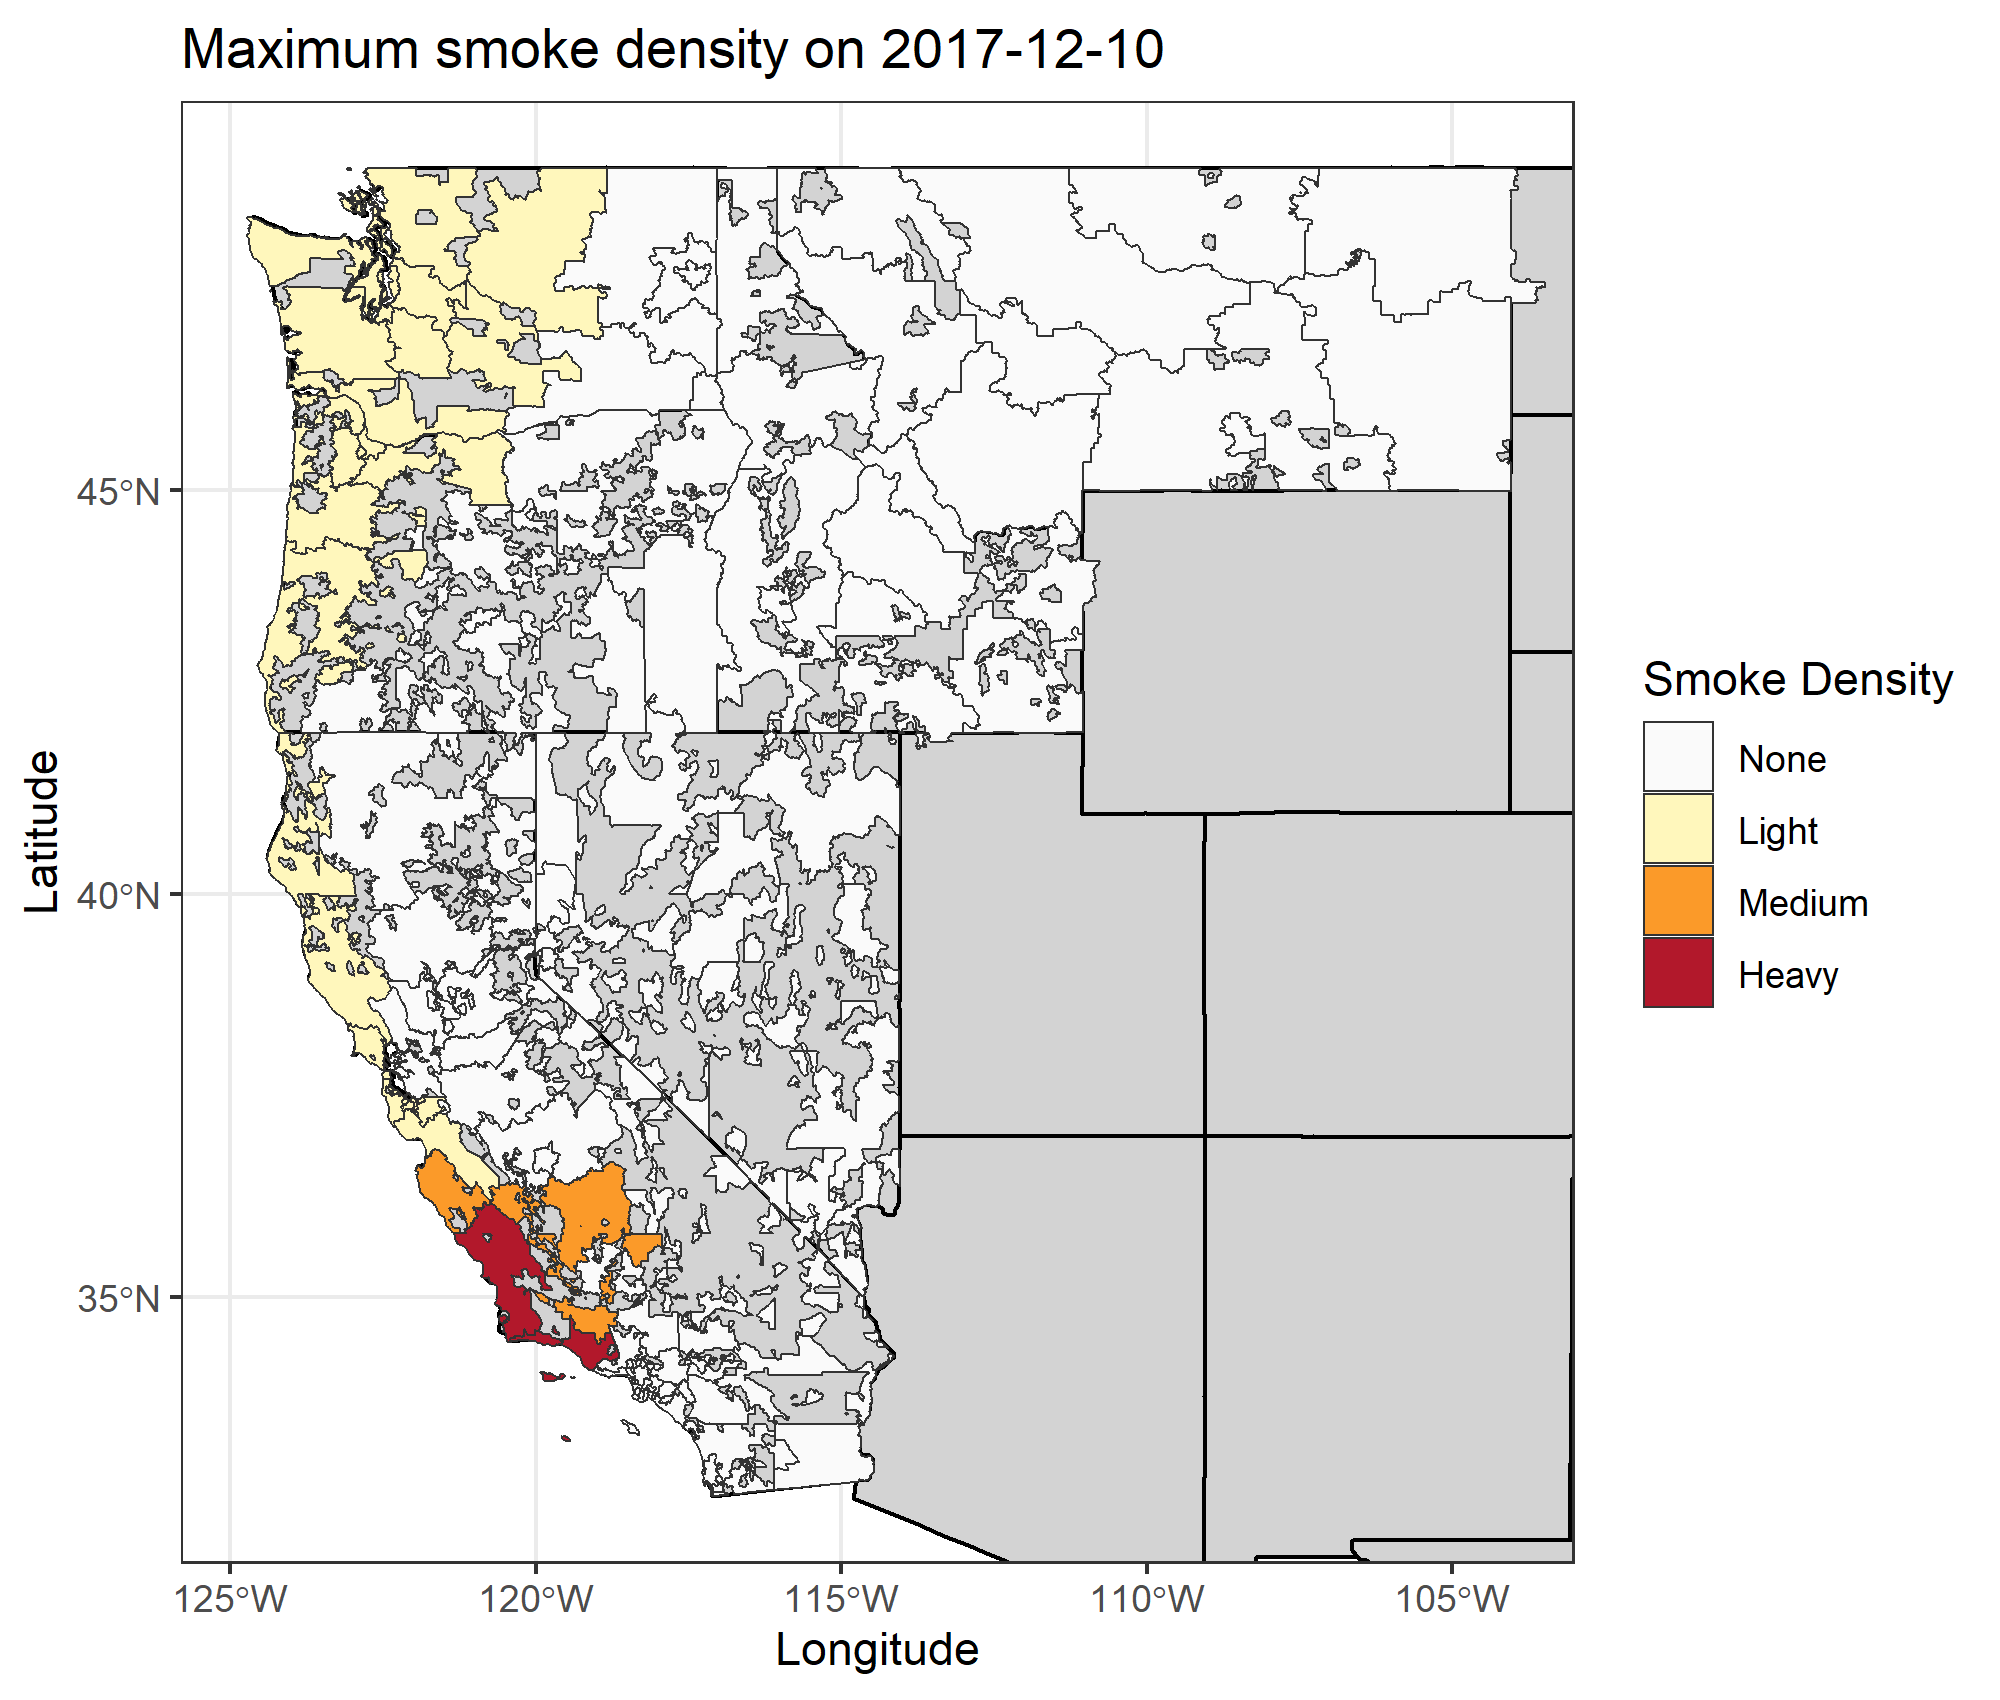 Maximum smoke density on 2017-12-10
45°N
40°N
35°N
Latitude
125°W
120°W
115°W
110°W
105°W
Longitude
Smoke Density
None
Light
Medium
Heavy